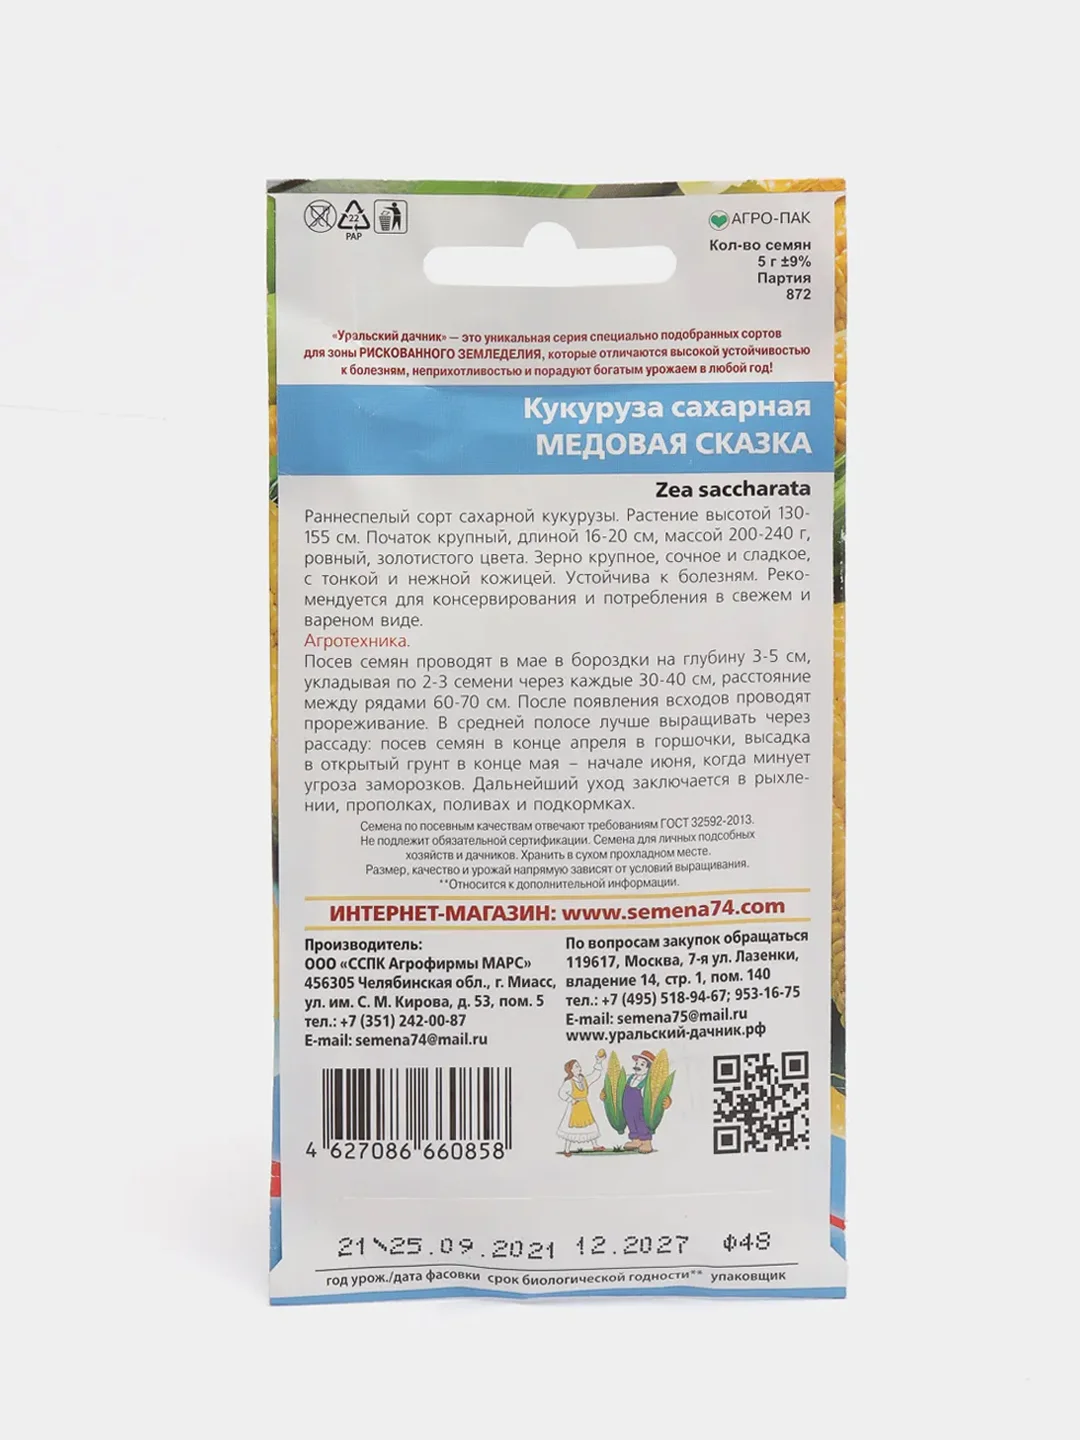 22
PAP
АГРО-ПАК
Кол-во семян
5 г ±9%
Партия
872
«Уральский дачник» — это уникальная серия специально подобранных сортов
для зоны РИСКОВАННОГО ЗЕМЛЕДЕЛИЯ, которые отличаются высокой устойчивостью
к болезням, неприхотливостью и порадуют богатым урожаем в любой год!
Кукуруза сахарная
МЕДОВАЯ СКАЗКА
Zea saccharata
Раннеспелый сорт сахарной кукурузы. Растение высотой 130-
155 см. Початок крупный, длиной 16-20 см, массой 200-240 г,
ровный, золотистого цвета. Зерно крупное, сочное и сладкое,
с тонкой и нежной кожицей. Устойчива к болезням. Реко-
мендуется для консервирования и потребления в свежем и
вареном виде.
Агротехника.
Посев семян проводят в мае в бороздки на глубину 3-5 см,
укладывая по 2-3 семени через каждые 30-40 см, расстояние
между рядами 60-70 см. После появления всходов проводят
прореживание. В средней полосе лучше выращивать через
рассаду: посев семян в конце апреля в горшочки, высадка
в открытый грунт в конце мая – начале июня, когда минует
угроза заморозков. Дальнейший уход заключается в рыхле-
нии, прополках, поливах и подкормках.
Семена по посевным качествам отвечают требованиям ГОСТ 32592-2013.
Не подлежит обязательной сертификации. Семена для личных подсобных
хозяйств и дачников. Хранить в сухом прохладном месте.
Размер, качество и урожай напрямую зависят от условий выращивания.
**Относится к дополнительной информации.
ИНТЕРНЕТ-МАГАЗИН: www.semena74.com
Производитель:
ООО «ССПК Агрофирмы МАРС»
456305 Челябинская обл., г. Миасс,
ул. им. С. М. Кирова, д. 53, пом. 5
тел.: +7 (351) 242-00-87
E-mail: semena74@mail.ru
По вопросам закупок обращаться
119617, Москва, 7-я ул. Лазенки,
владение 14, стр. 1, пом. 140
тел.: +7 (495) 518-94-67; 953-16-75
E-mail: semena75@mail.ru
www.уральский-дачник.рф
4 627086 660858
21\25.09.2021 12.2027 Ф48
год урож./дата фасовки срок биологической годности** упаковщик